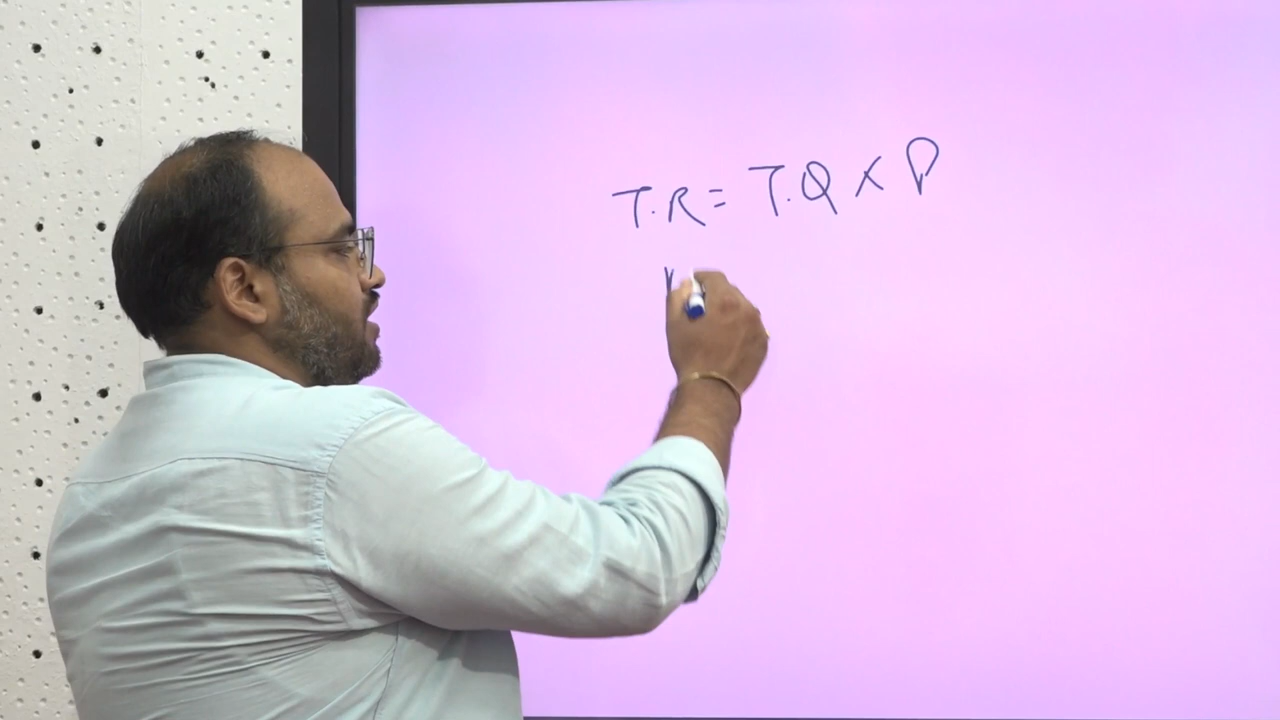 T.R = T.Q × P